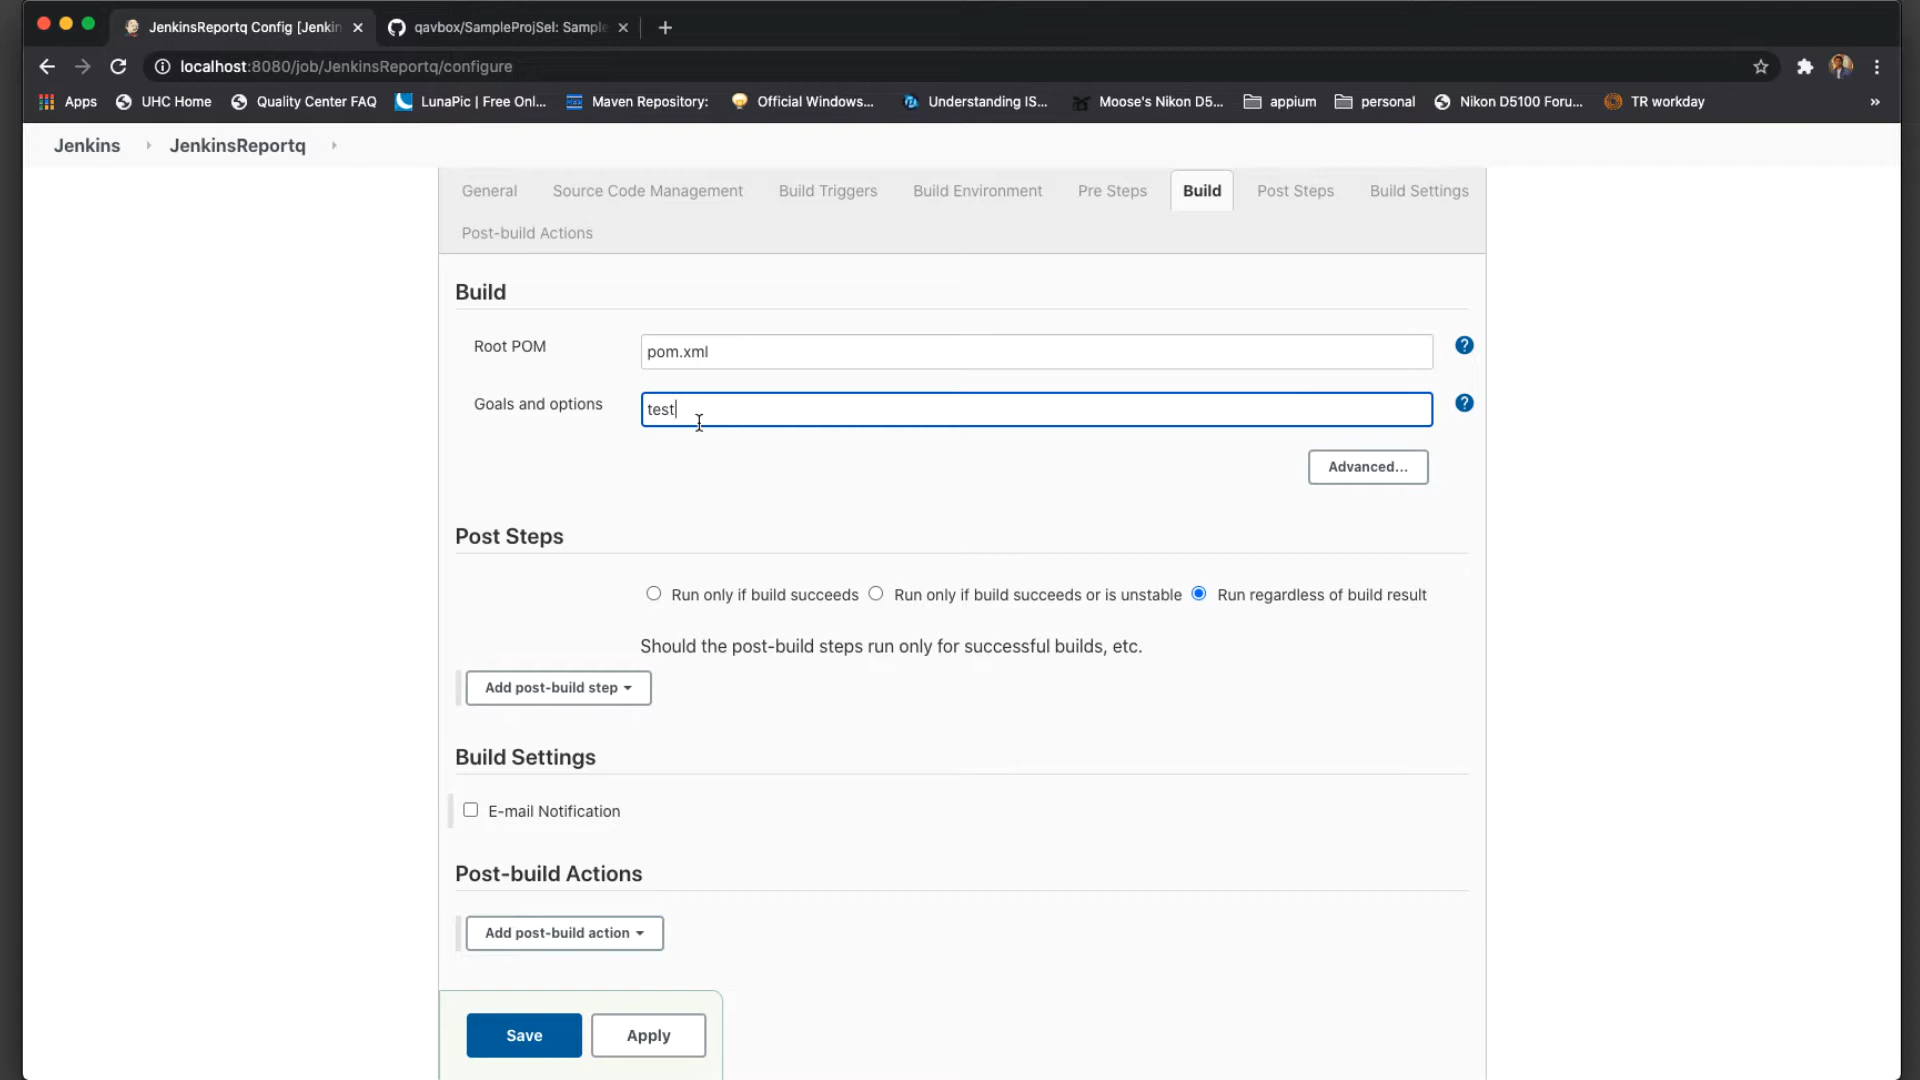 JenkinsReportq Config [Jenkin
qavbox/SampleProjSel: Sample
localhost:8080/job/JenkinsReportq/configure
Apps UHC Home Quality Center FAQ LunaPic | Free Onl... Maven Repository: Official Windows... Understanding IS... Moose's Nikon D5... appium personal Nikon D5100 Foru... TR workday »
Jenkins JenkinsReportq
General Source Code Management Build Triggers Build Environment Pre Steps Build Post Steps Build Settings
Post-build Actions
Build
Root POM pom.xml ?
Goals and options test ?
Advanced...
Post Steps
Run only if build succeeds Run only if build succeeds or is unstable Run regardless of build result
Should the post-build steps run only for successful builds, etc.
Add post-build step
Build Settings
E-mail Notification
Post-build Actions
Add post-build action
Save Apply